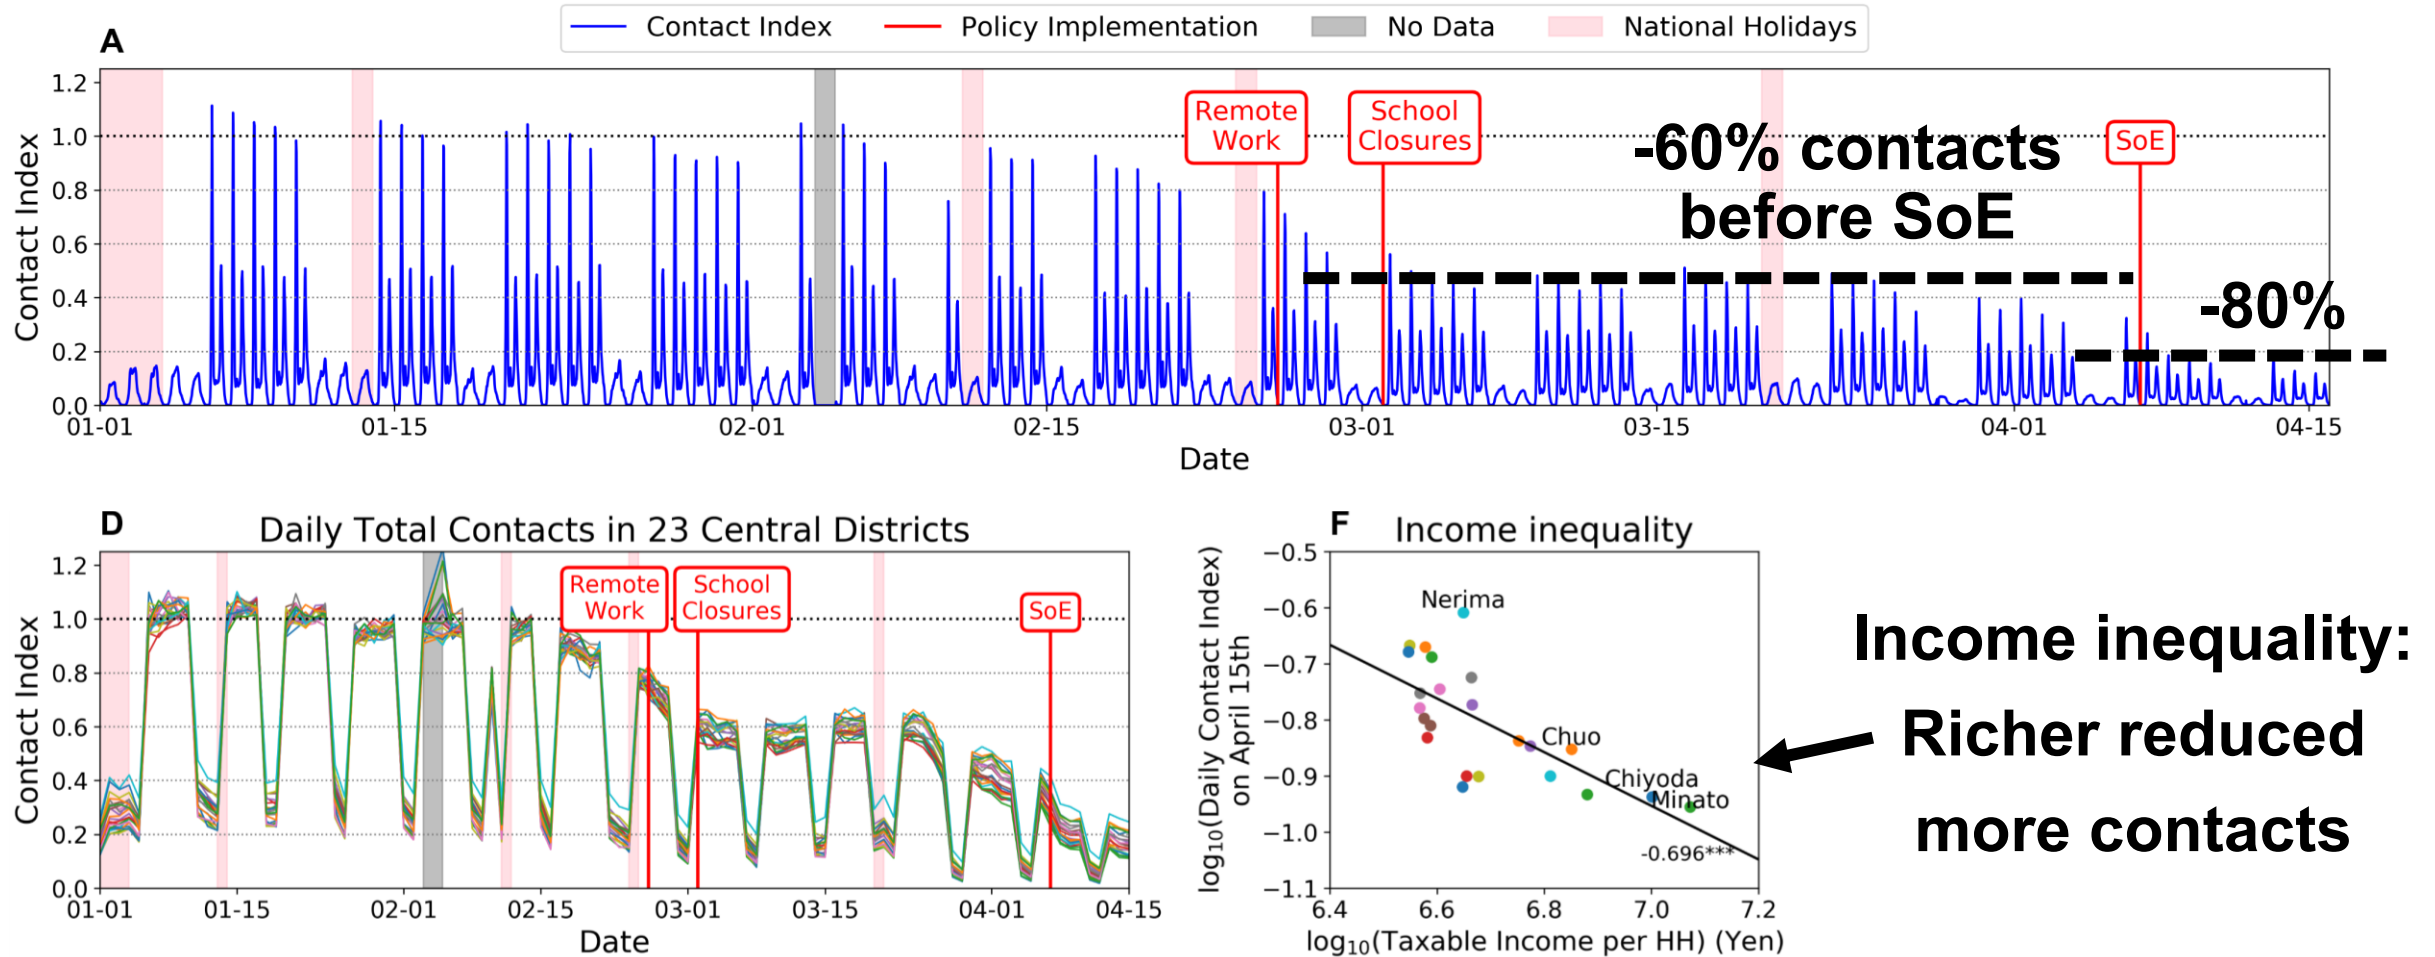 Contact Index
Policy Implementation
No Data
National Holidays
A
1.2
1.0
0.8
0.6
0.4
0.2
0.0
Contact Index
Remote
Work
School
Closures
-60% contacts
before SoE
SoE
-80%
01-01
01-15
02-01
02-15
03-01
03-15
04-01
04-15
Date
D
Daily Total Contacts in 23 Central Districts
1.2
1.0
0.8
0.6
0.4
0.2
0.0
Contact Index
Remote
Work
School
Closures
SoE
01-01
01-15
02-01
02-15
03-01
03-15
04-01
04-15
Date
F
Income inequality
−0.5
−0.6
−0.7
−0.8
−0.9
−1.0
−1.1
log₁₀(Daily Contact Index)
on April 15th
Nerima
Chuo
Chiyoda
Minato
-0.696***
6.4
6.6
6.8
7.0
7.2
log₁₀(Taxable Income per HH) (Yen)
Income inequality:
Richer reduced
more contacts